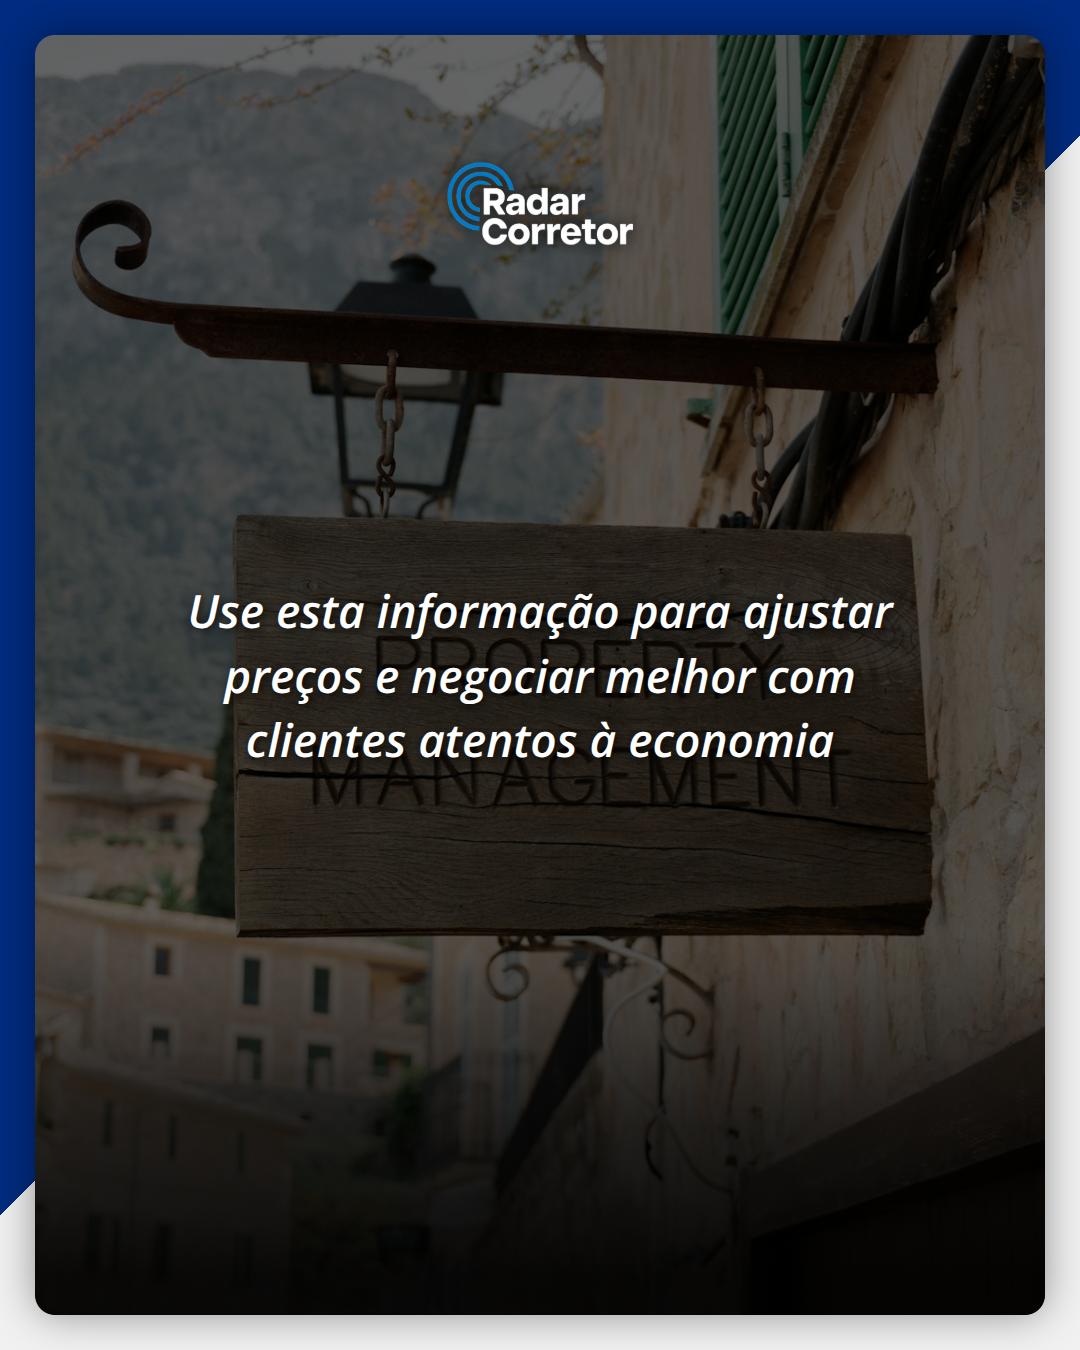 Radar
Corretor
Use esta informação para ajustar
PROPERTY
preços e negociar melhor com
clientes atentos à economia
MANAGEMENT